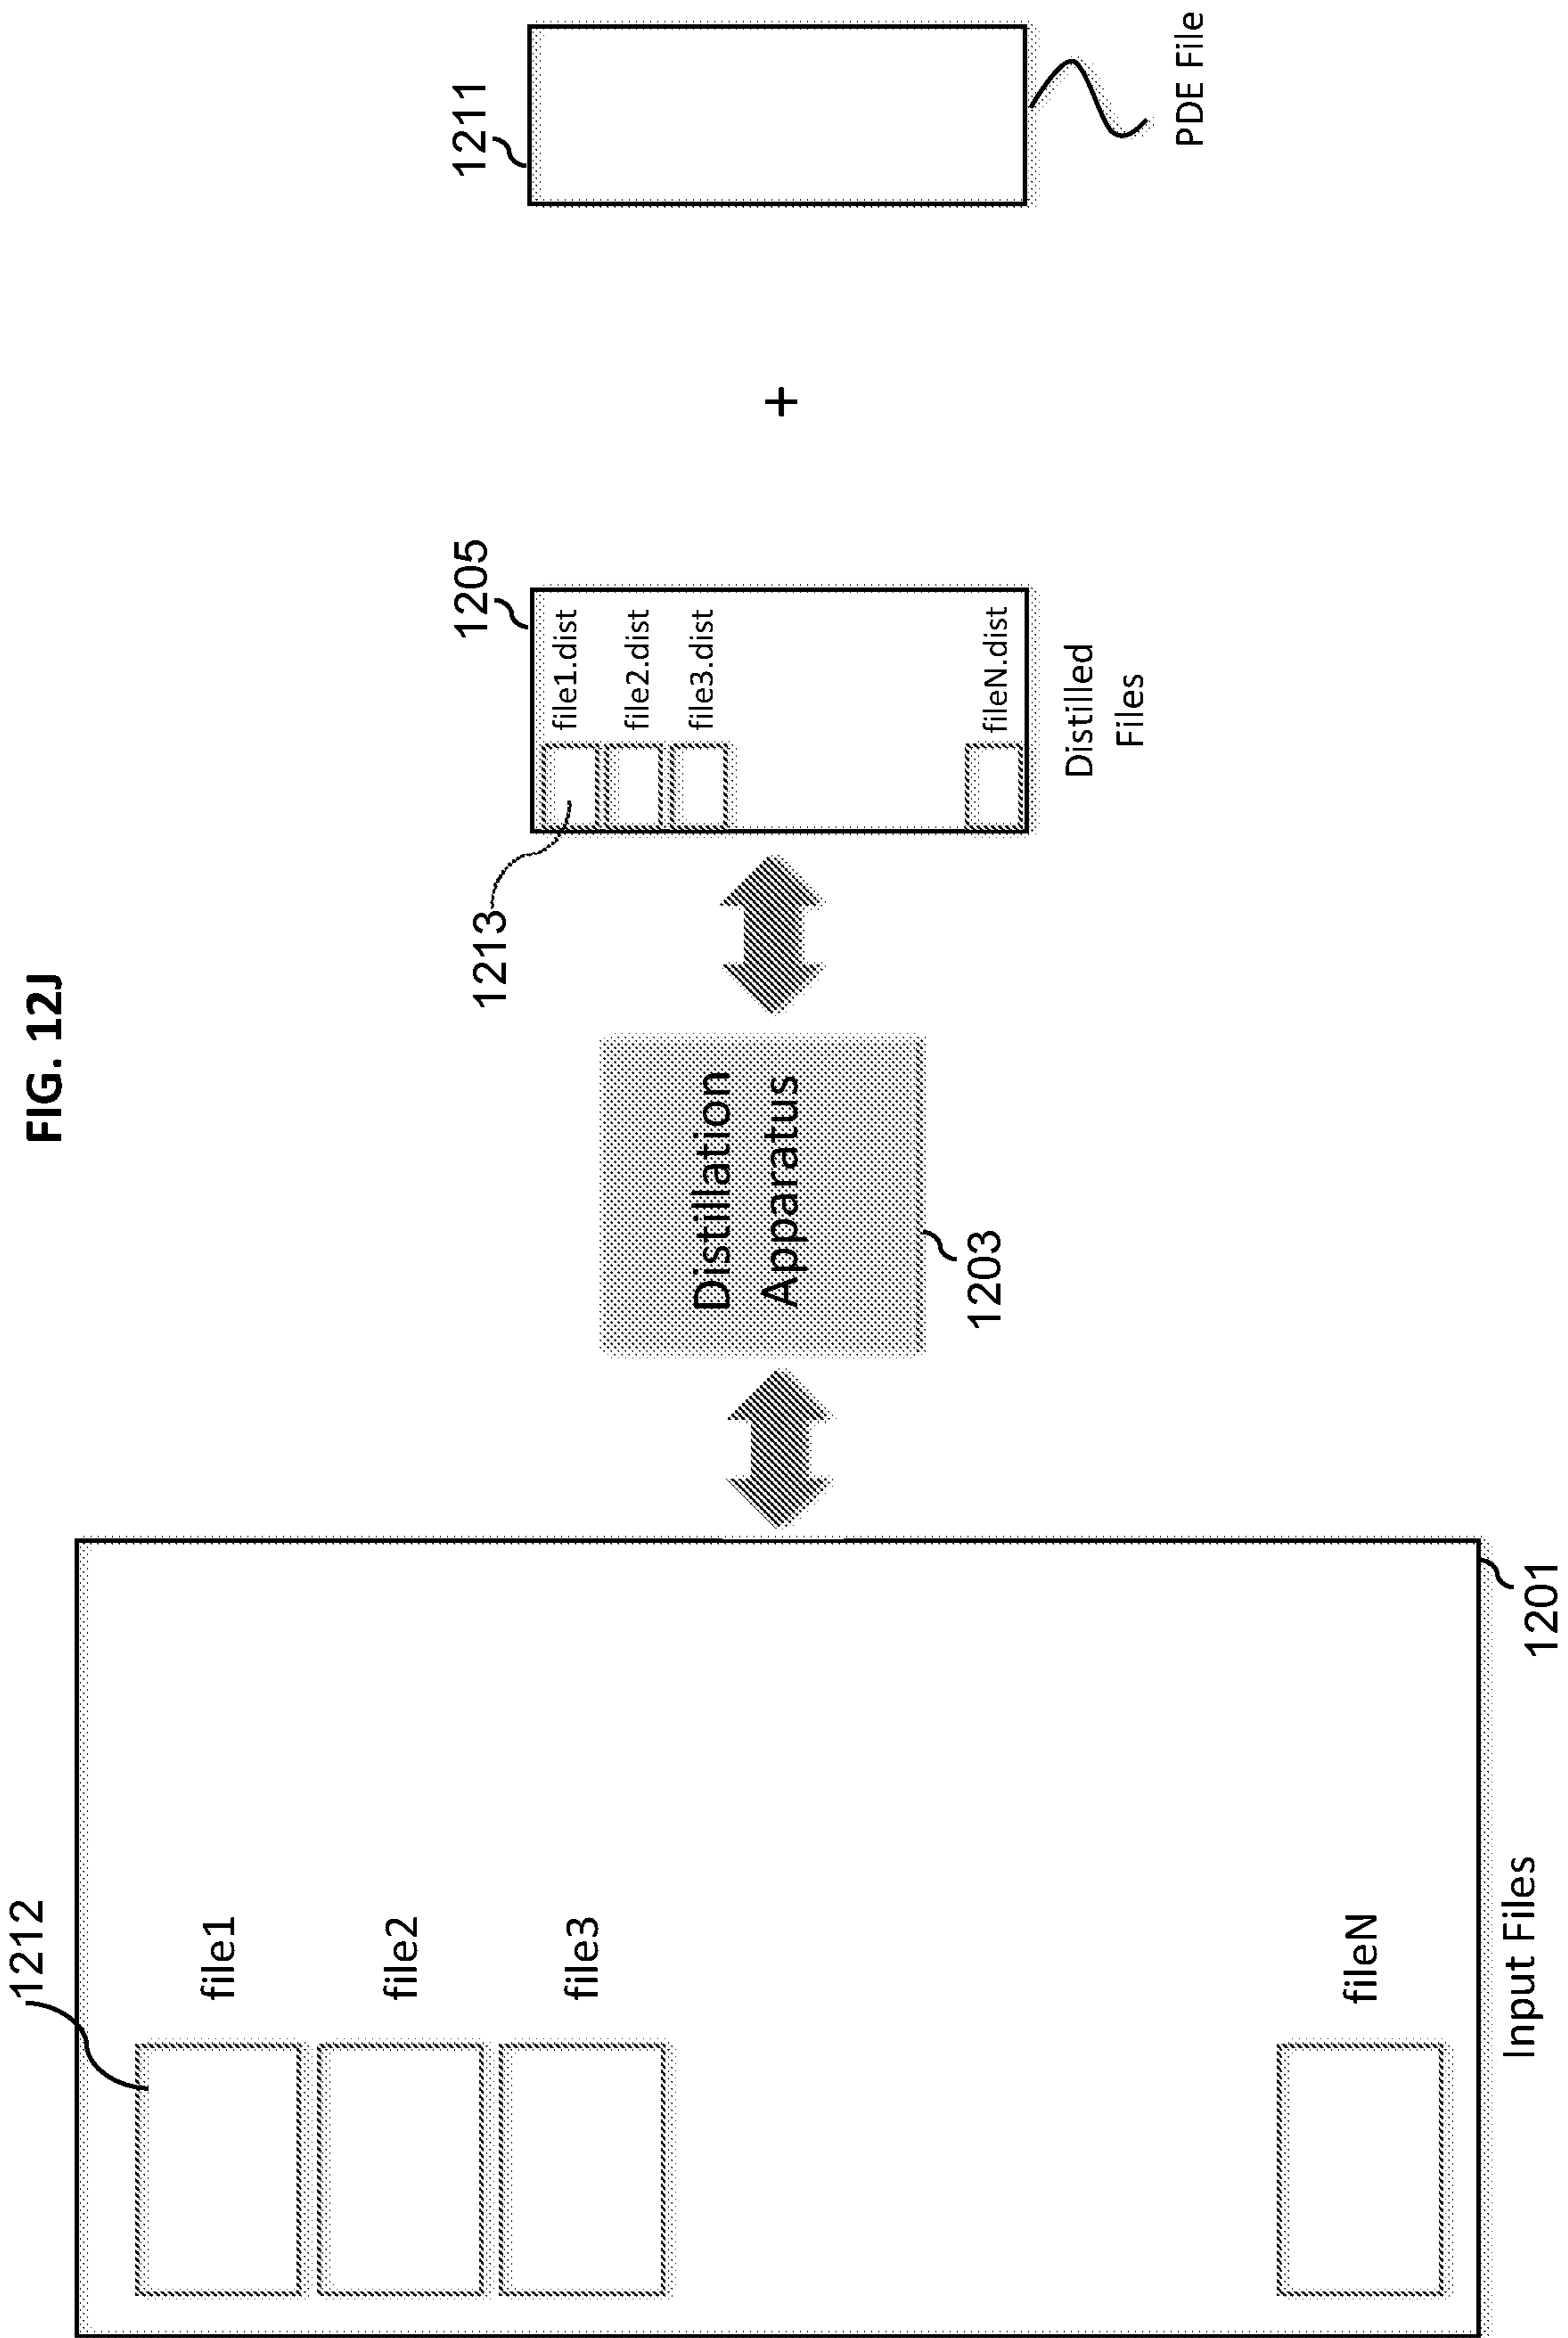 FIG. 12J
1212
file1
file2
file3
fileN
Input Files
1201
Distillation
Apparatus
1203
1213
1205
file1.dist
file2.dist
file3.dist
fileN.dist
Distilled
Files
+
1211
PDE File